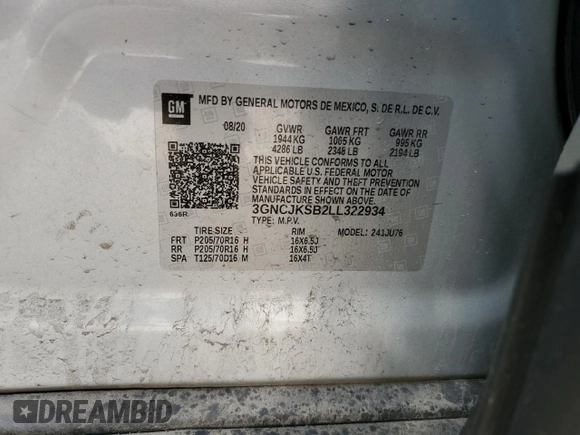 GM MFD BY GENERAL MOTORS DE MEXICO, S. DE R.L. DE C.V.
08/20 GVWR GAWR FRT GAWR RR
1944 KG 1065 KG 995 KG
4286 LB 2348 LB 2194 LB
THIS VEHICLE CONFORMS TO ALL
APPLICABLE U.S. FEDERAL MOTOR
VEHICLE SAFETY AND THEFT PREVENTION
STANDARDS IN EFFECT ON THE DATE OF
MANUFACTURE SHOWN ABOVE.
3GNCJKSB2LL322934
TYPE: M.P.V.
TIRE SIZE RIM MODEL: 241JU76
FRT P205/70R16 H 16X6.5J
RR P205/70R16 H 16X6.5J
SPA T125/70D16 M 16X4T
DREAMBID